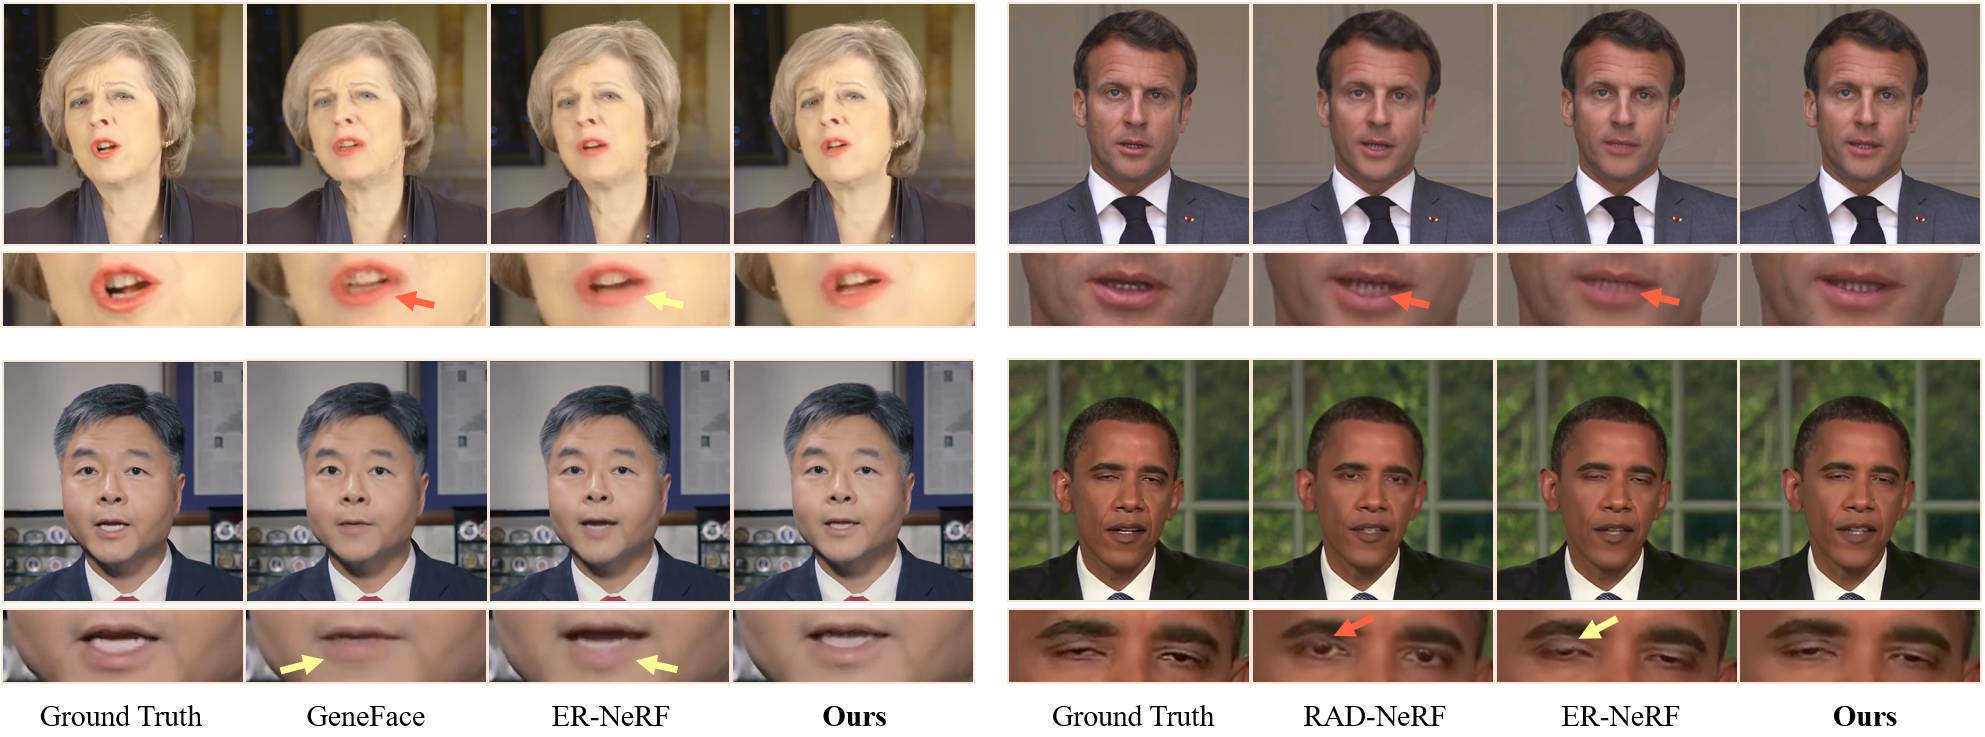 Ground Truth GeneFace ER-NeRF Ours Ground Truth RAD-NeRF ER-NeRF Ours